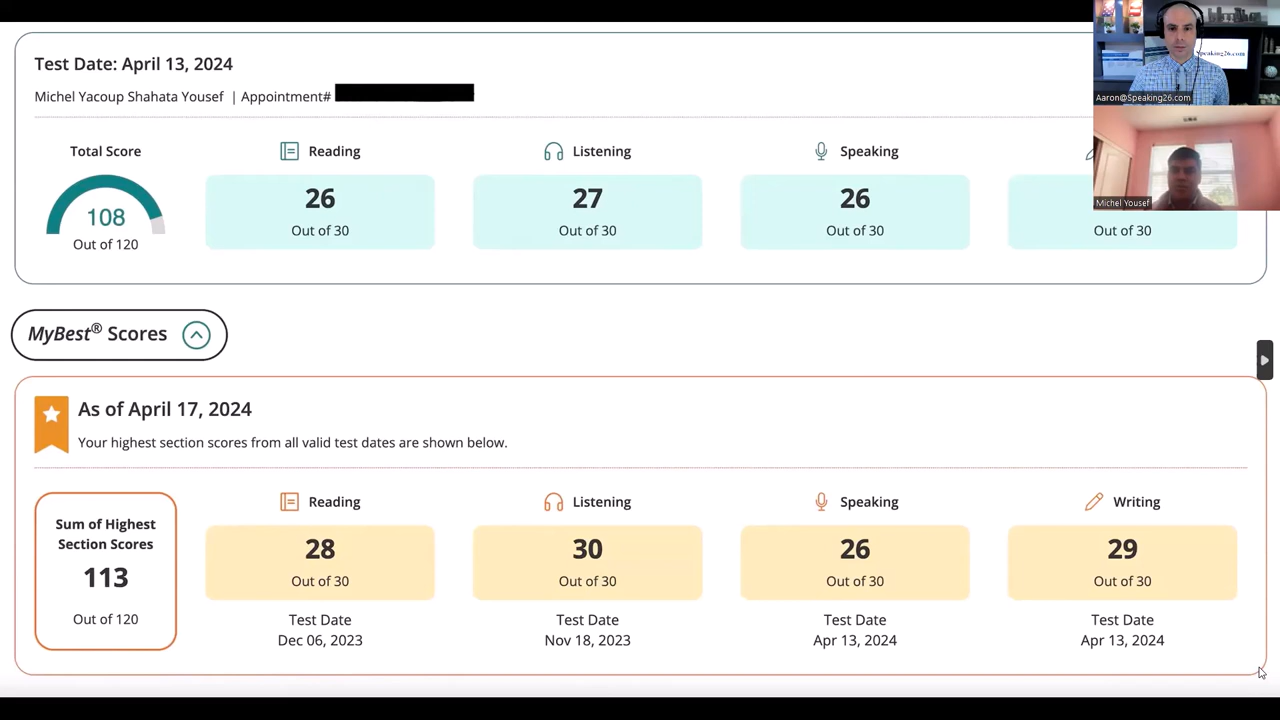 Test Date: April 13, 2024
Michel Yacoup Shahata Yousef | Appointment#
Total Score
108
Out of 120
Reading
26
Out of 30
Listening
27
Out of 30
Speaking
26
Out of 30
Out of 30
Speaking26.com
Aaron@Speaking26.com
Michel Yousef
MyBest® Scores
As of April 17, 2024
Your highest section scores from all valid test dates are shown below.
Sum of Highest
Section Scores
113
Out of 120
Reading
28
Out of 30
Test Date
Dec 06, 2023
Listening
30
Out of 30
Test Date
Nov 18, 2023
Speaking
26
Out of 30
Test Date
Apr 13, 2024
Writing
29
Out of 30
Test Date
Apr 13, 2024